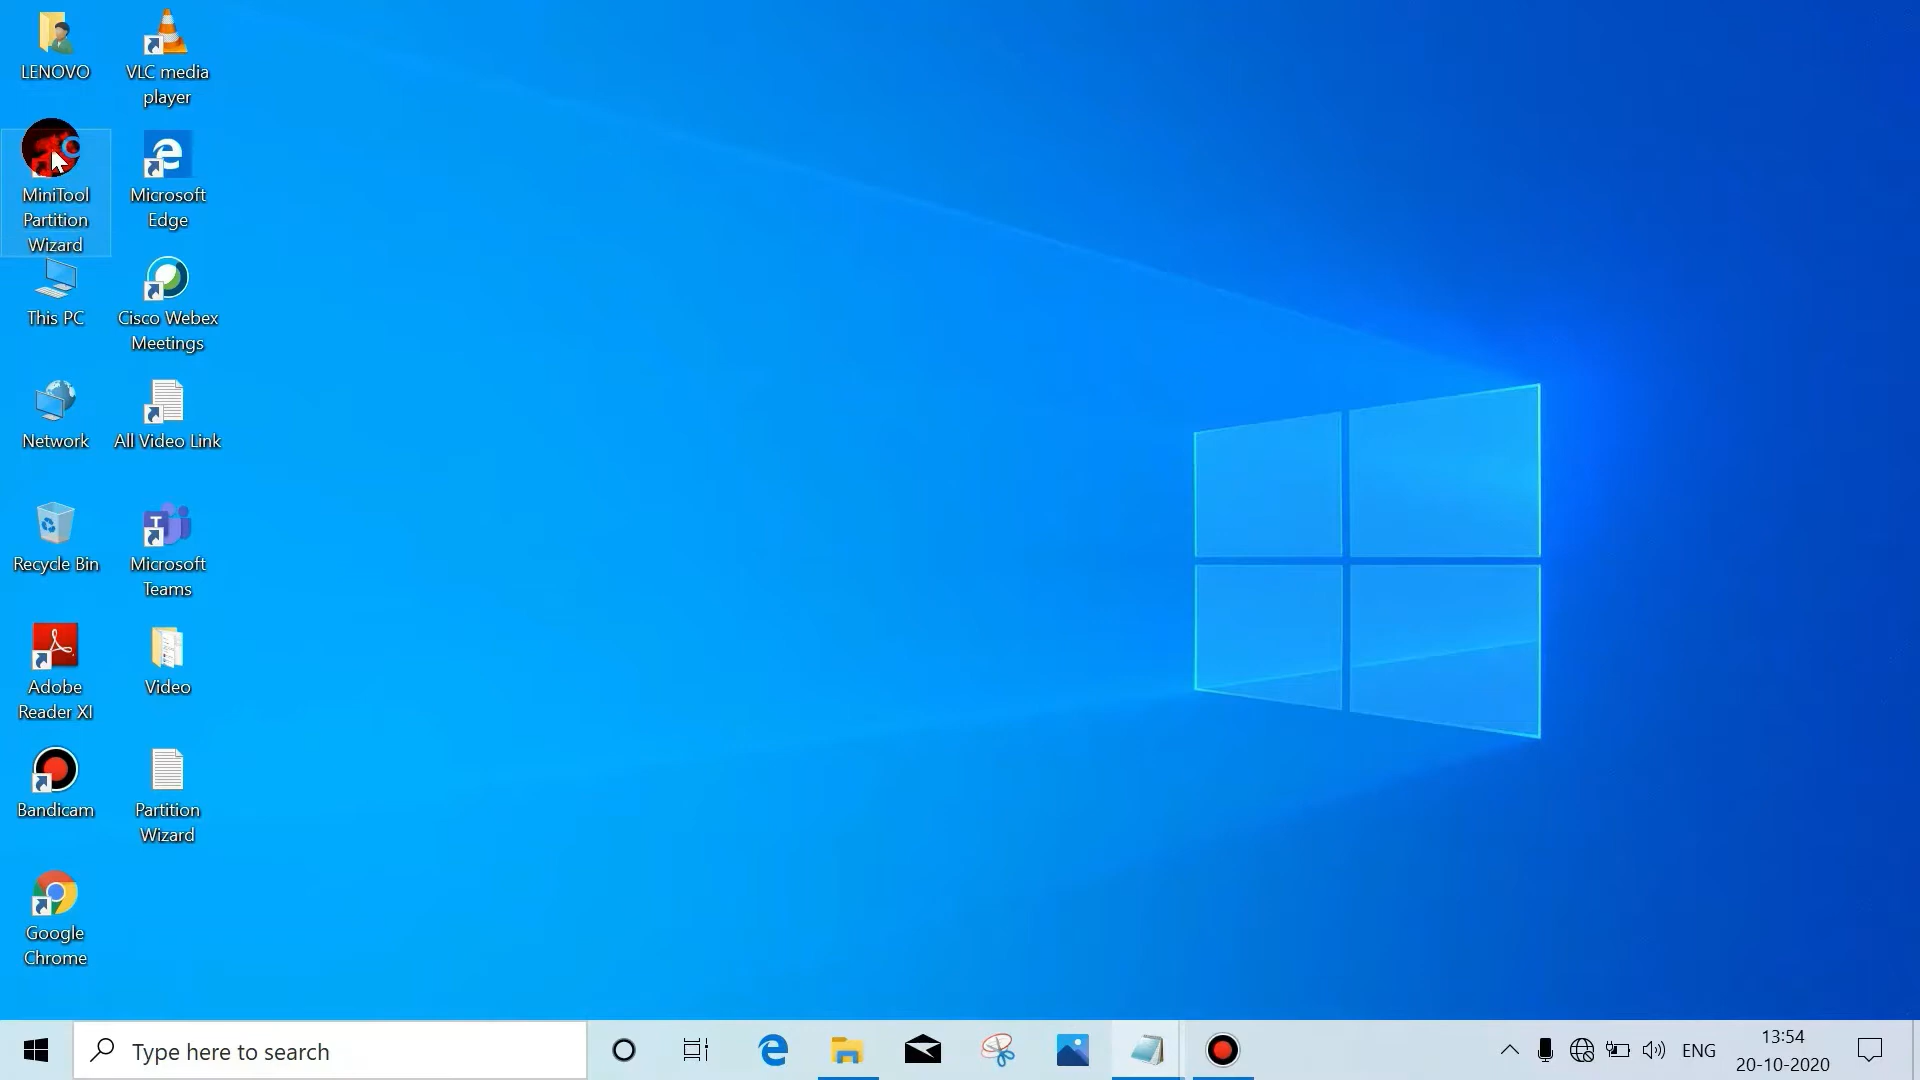 LENOVO
VLC media
player
MiniTool
Partition
Wizard
Microsoft
Edge
This PC
Cisco Webex
Meetings
Network
All Video Link
Recycle Bin
Microsoft
Teams
Adobe
Reader XI
Video
Bandicam
Partition
Wizard
Google
Chrome
Type here to search
ENG
13:54
20-10-2020